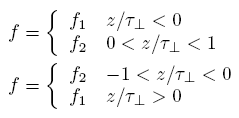 f = { f₁ z/τ⊥ < 0
f₂ 0 < z/τ⊥ < 1
f = { f₂ −1 < z/τ⊥ < 0
f₁ z/τ⊥ > 0